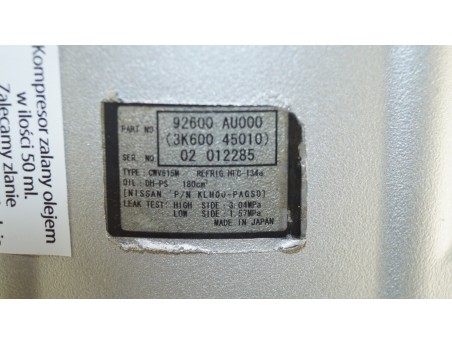 Kompresor zalany olejem
w ilości 50 ml.
Zalecamy zlanie
PART NO 92600 AU000
(3K600 45010)
SER. NO 02 012285
TYPE CWV615M REFRIG HFC-134a
OIL: DH-PS 180cm³
[NISSAN P/N KLH00-PAGS0]
LEAK TEST: HIGH SIDE: 3.04MPa
LOW SIDE: 1.57MPa
MADE IN JAPAN